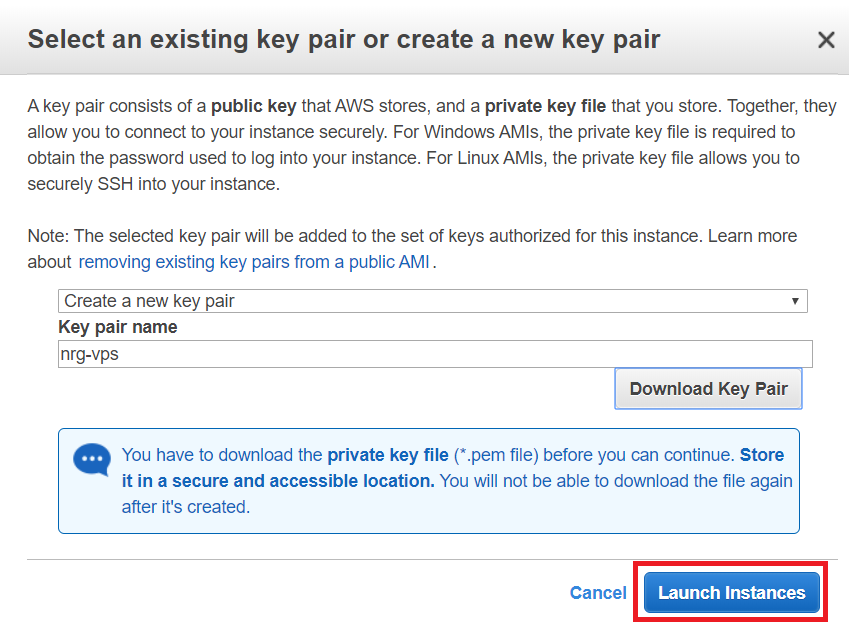 Select an existing key pair or create a new key pair
A key pair consists of a public key that AWS stores, and a private key file that you store. Together, they
allow you to connect to your instance securely. For Windows AMIs, the private key file is required to
obtain the password used to log into your instance. For Linux AMIs, the private key file allows you to
securely SSH into your instance.
Note: The selected key pair will be added to the set of keys authorized for this instance. Learn more
about removing existing key pairs from a public AMI.
Create a new key pair
Key pair name
nrg-vps
Download Key Pair
You have to download the private key file (*.pem file) before you can continue. Store
it in a secure and accessible location. You will not be able to download the file again
after it's created.
Cancel Launch Instances